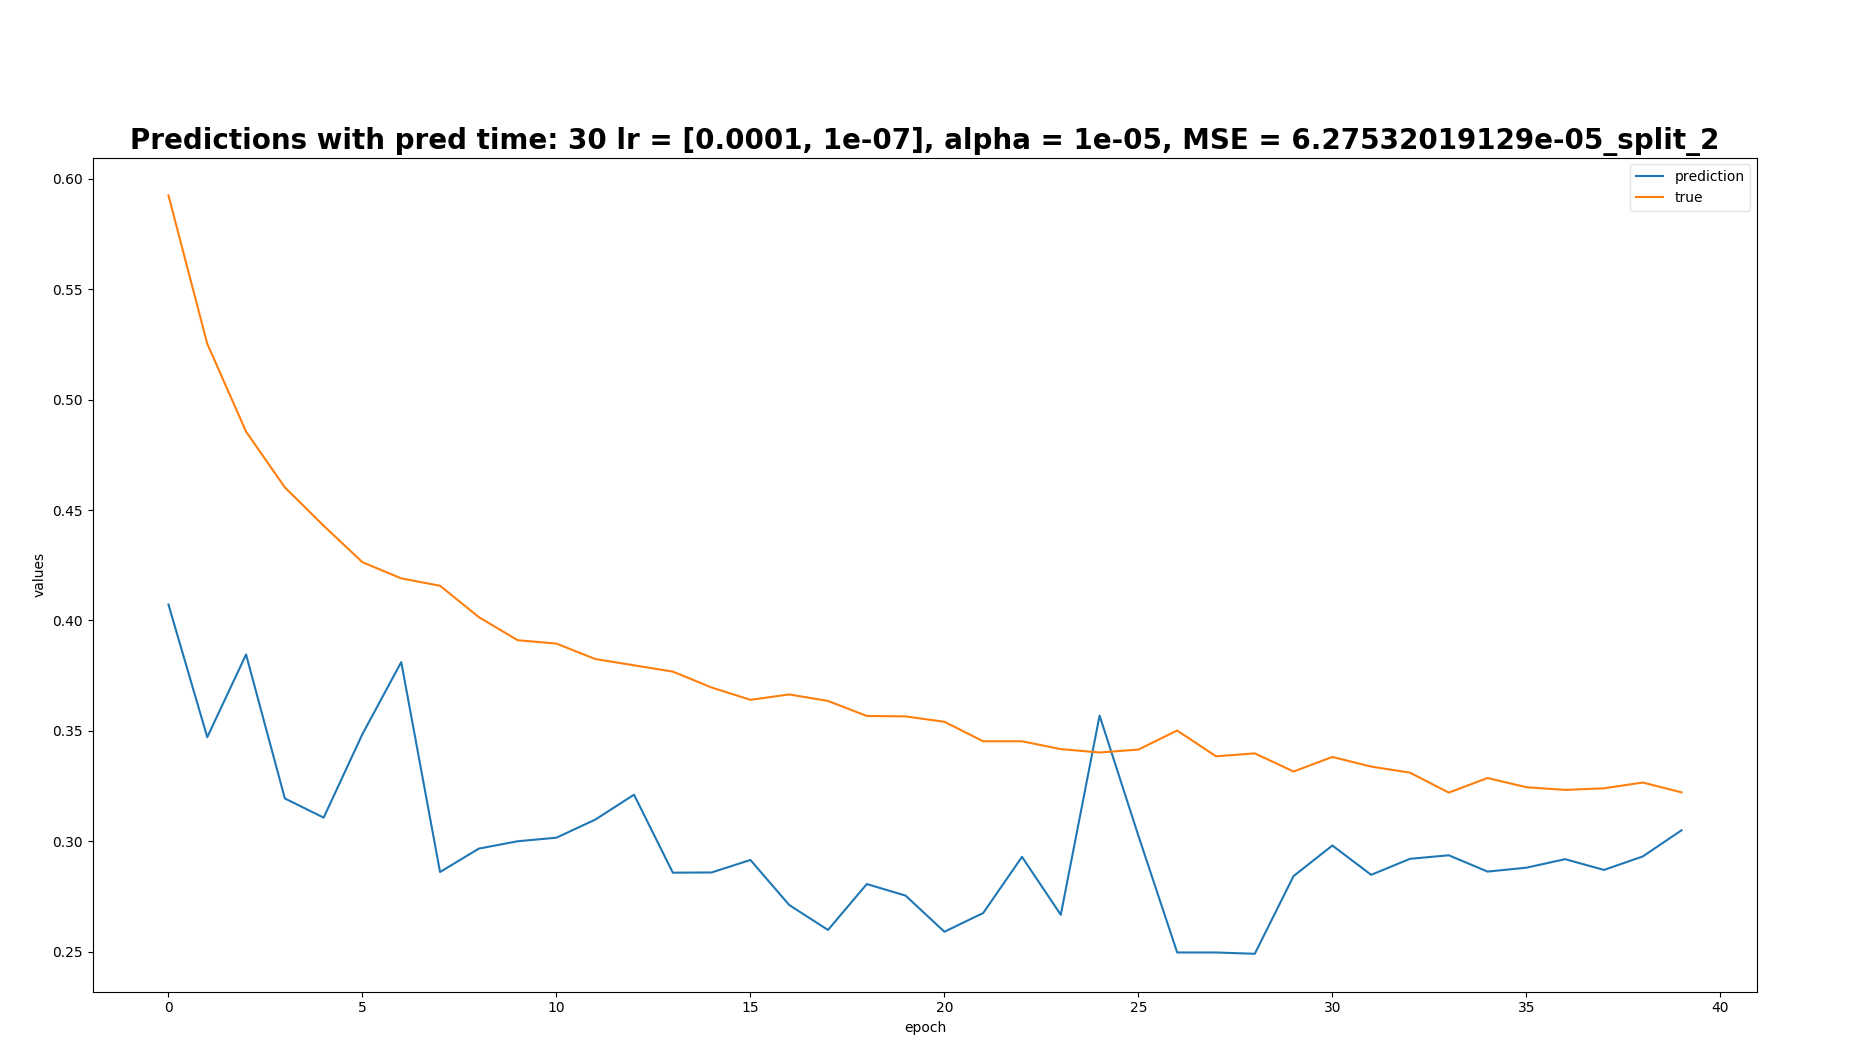 Predictions with pred time: 30 lr = [0.0001, 1e-07], alpha = 1e-05, MSE = 6.27532019129e-05_split_2
prediction
true
0.60
0.55
0.50
0.45
0.40
0.35
0.30
0.25
values
0 5 10 15 20 25 30 35 40
epoch